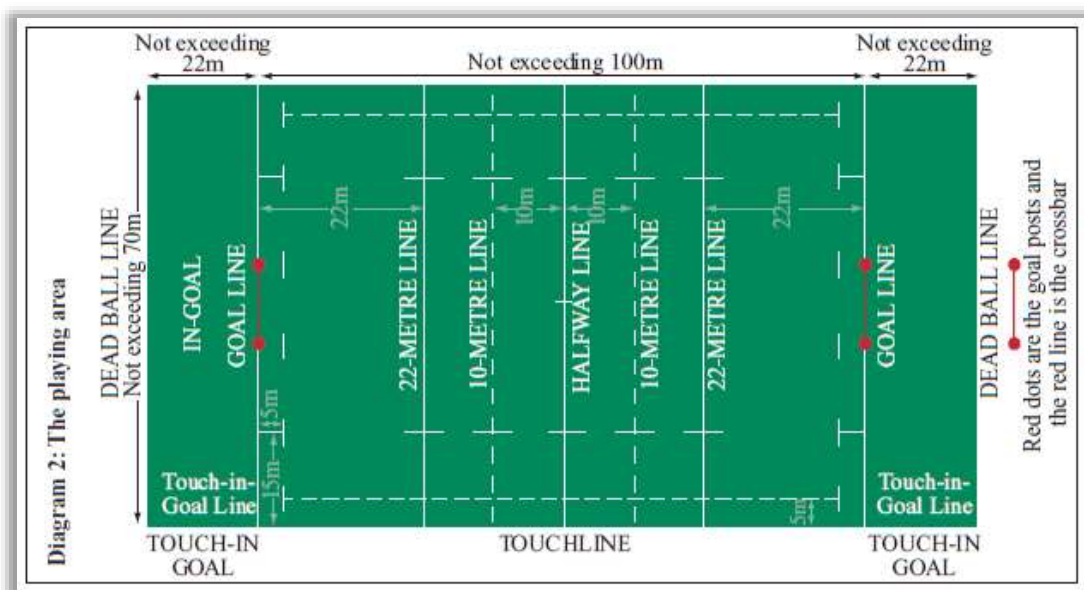 Not exceeding
22m
Not exceeding 100m
Not exceeding
22m
Diagram 2: The playing area
DEAD BALL LINE
Not exceeding 70m
IN-GOAL
GOAL LINE
22m
22-METRE LINE
10-METRE LINE
10m
HALFWAY LINE
10m
10-METRE LINE
22-METRE LINE
22m
GOAL LINE
DEAD BALL LINE
Red dots are the goal posts and
the red line is the crossbar
5m
15m
Touch-in-
Goal Line
5m
Touch-in-
Goal Line
TOUCH-IN
GOAL
TOUCHLINE
TOUCH-IN
GOAL